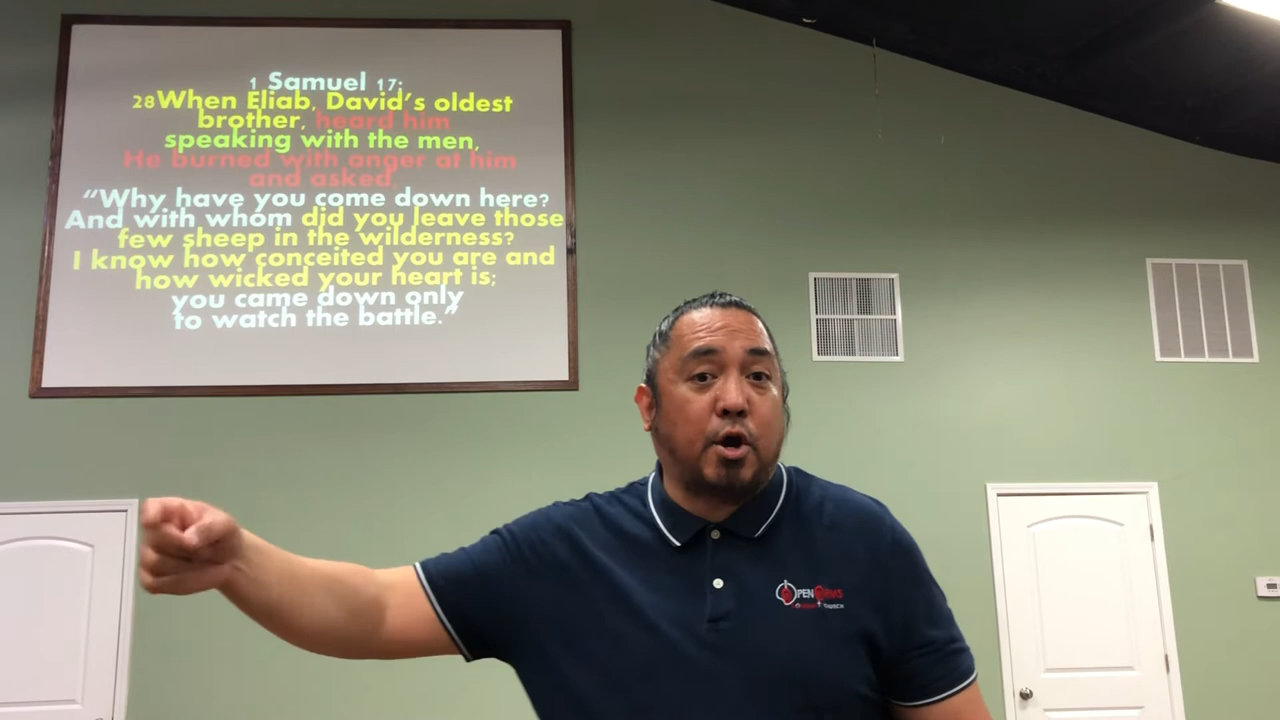 1 Samuel 17:
28When Eliab, David's oldest
brother, heard him
speaking with the men,
He burned with anger at him
and asked,
“Why have you come down here?
And with whom did you leave those
few sheep in the wilderness?
I know how conceited you are and
how wicked your heart is;
you came down only
to watch the battle.”
OPEN ARMS